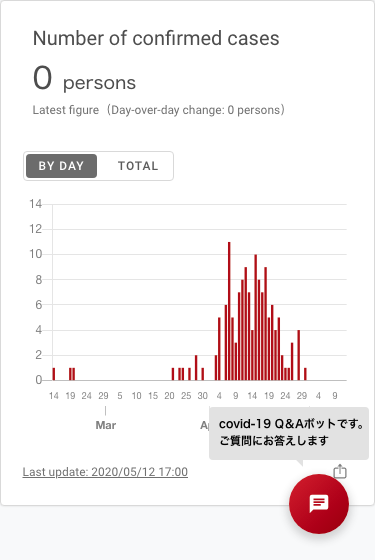 Number of confirmed cases
0 persons
Latest figure（Day-over-day change: 0 persons）
BY DAY TOTAL
14
12
10
8
6
4
2
0
14 19 24 29 5 10 15 20 25 30 4 9 14 19 24 29 4 9
Mar
covid-19 Q&Aボットです。
ご質問にお答えします
Last update: 2020/05/12 17:00